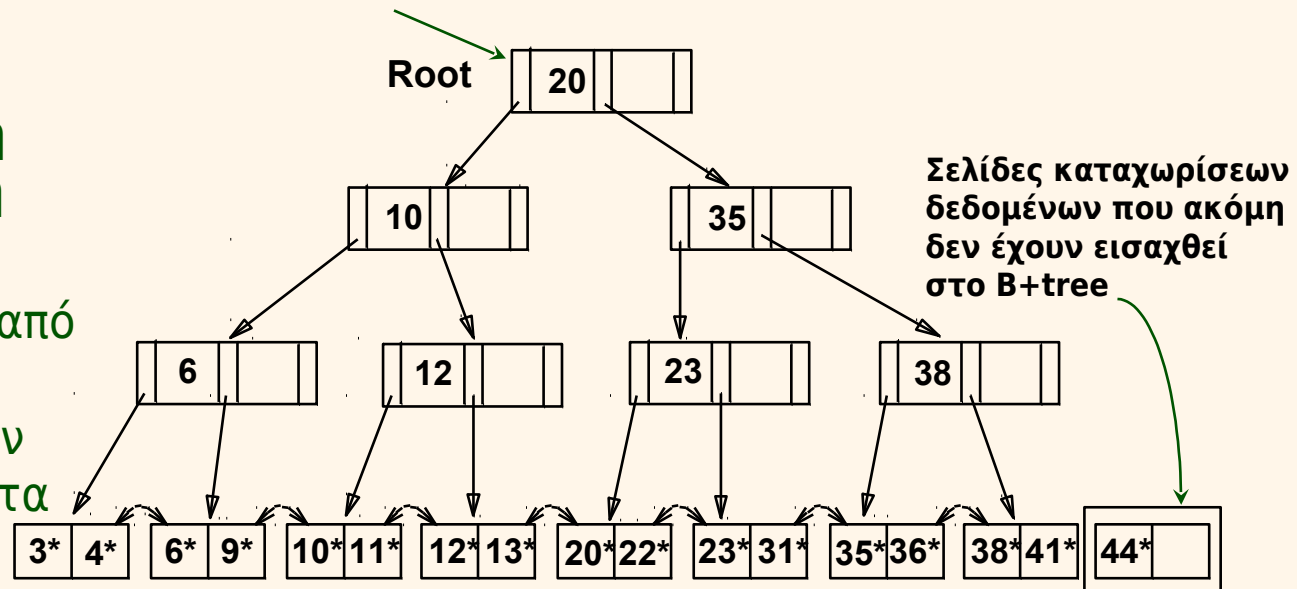 Root
20
10
35
Σελίδες καταχωρίσεων
δεδομένων που ακόμη
δεν έχουν εισαχθεί
στο B+tree
από
6
12
23
38
ν
τα
3* 4* 6* 9* 10* 11* 12* 13* 20* 22* 23* 31* 35* 36* 38* 41* 44*